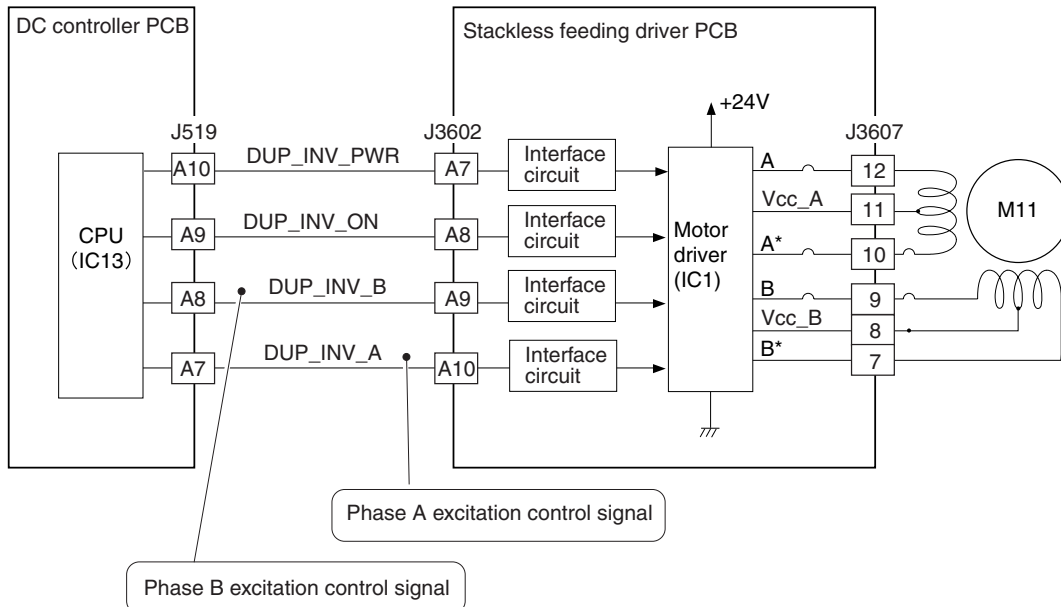 DC controller PCB
Stackless feeding driver PCB
+24V
J519
J3602
J3607
CPU
(IC13)
A10
DUP_INV_PWR
A7
Interface
circuit
A
12
Vcc_A
11
M11
A9
DUP_INV_ON
A8
Interface
circuit
Motor
driver
(IC1)
A*
10
A8
DUP_INV_B
A9
Interface
circuit
B
9
Vcc_B
8
A7
DUP_INV_A
A10
Interface
circuit
B*
7
Phase A excitation control signal
Phase B excitation control signal